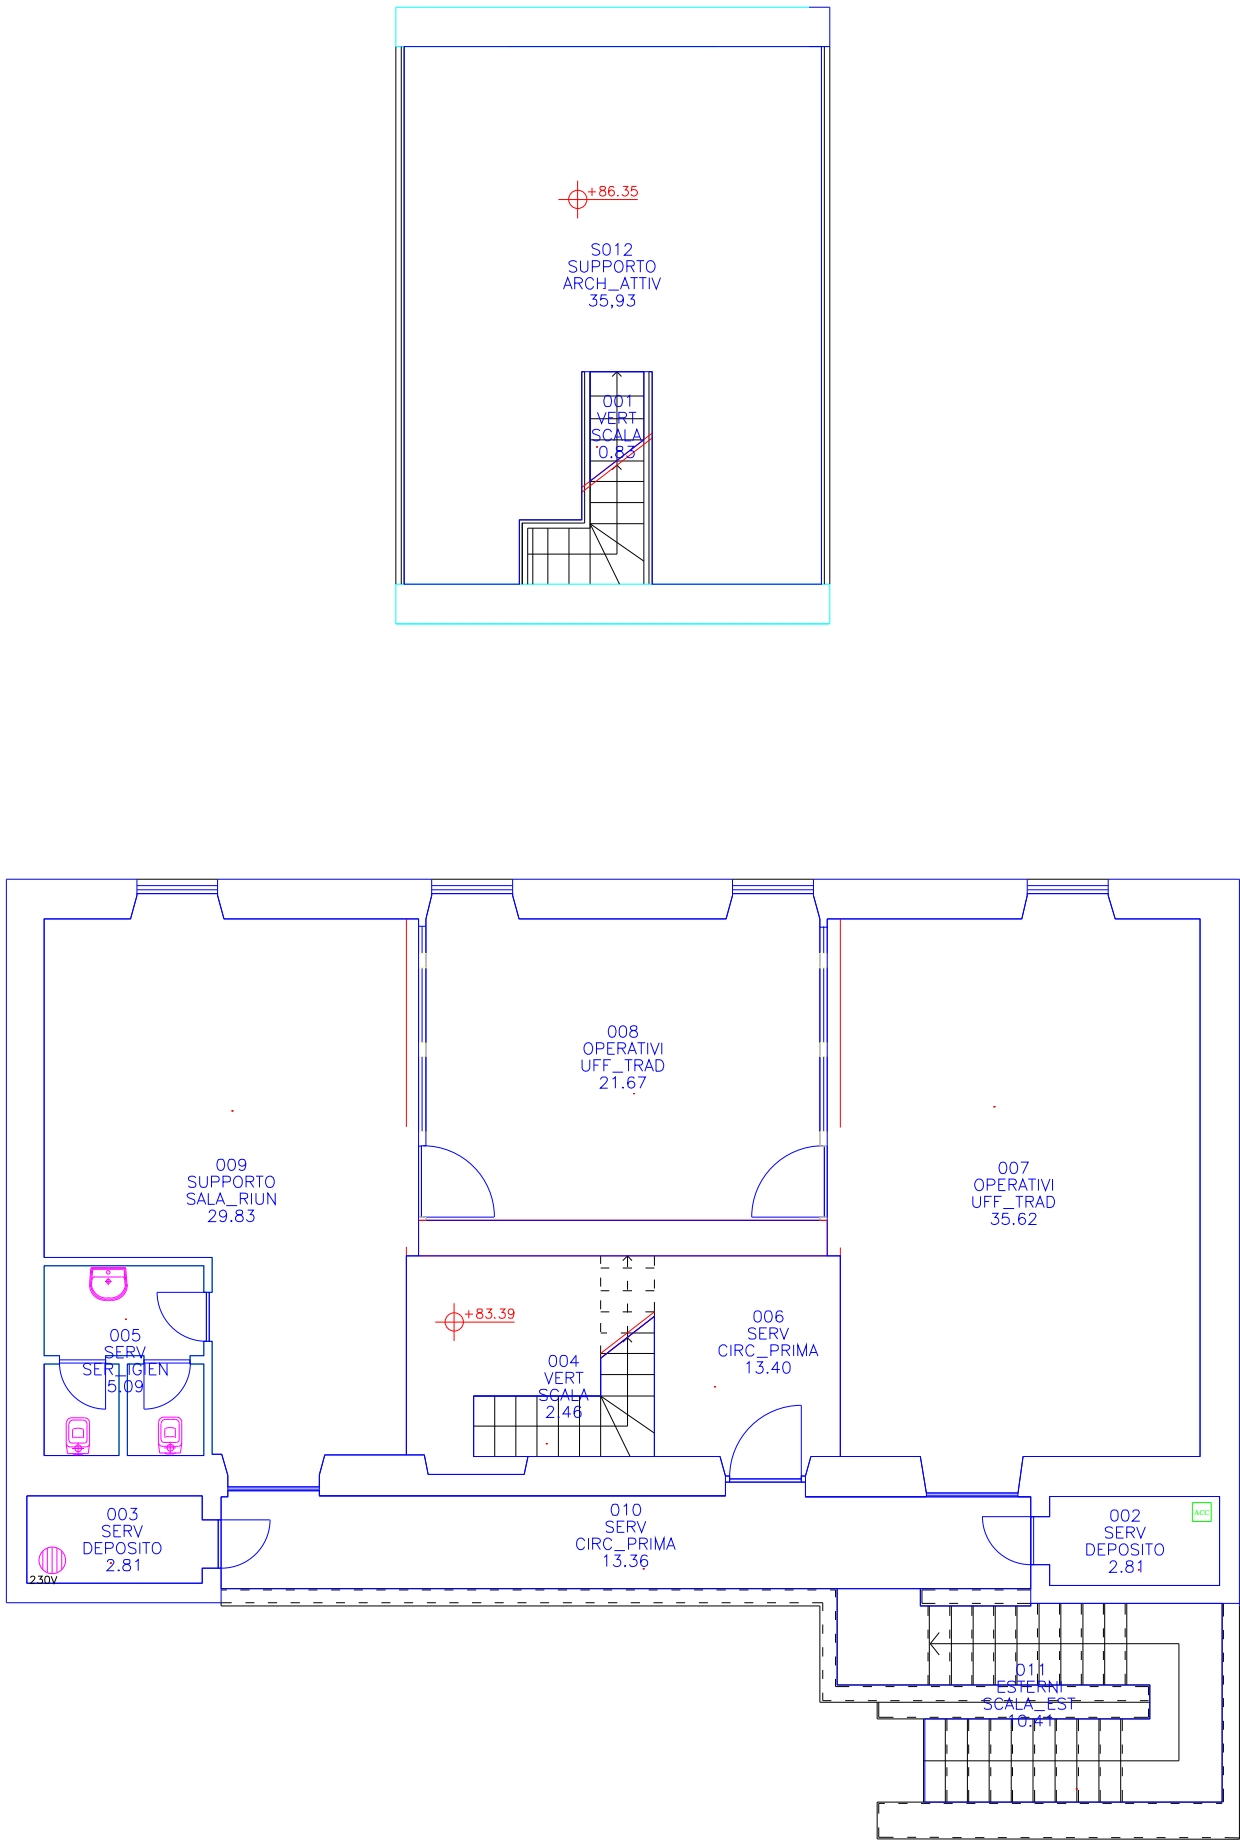 +86.35
S012
SUPPORTO
ARCH_ATTIV
35,93
001
VERT
SCALA
0.83
008
OPERATIVI
UFF_TRAD
21.67
009
SUPPORTO
SALA_RIUN
29.83
007
OPERATIVI
UFF_TRAD
35.62
+83.39
006
SERV
CIRC_PRIMA
13.40
005
SERV
SER_IGIEN
5.09
004
VERT
SCALA
2.46
003
SERV
DEPOSITO
2.81
230V
010
SERV
CIRC_PRIMA
13.36
002
SERV
DEPOSITO
2.81
ACC
011
ESTERNI
SCALA_EST
10.41